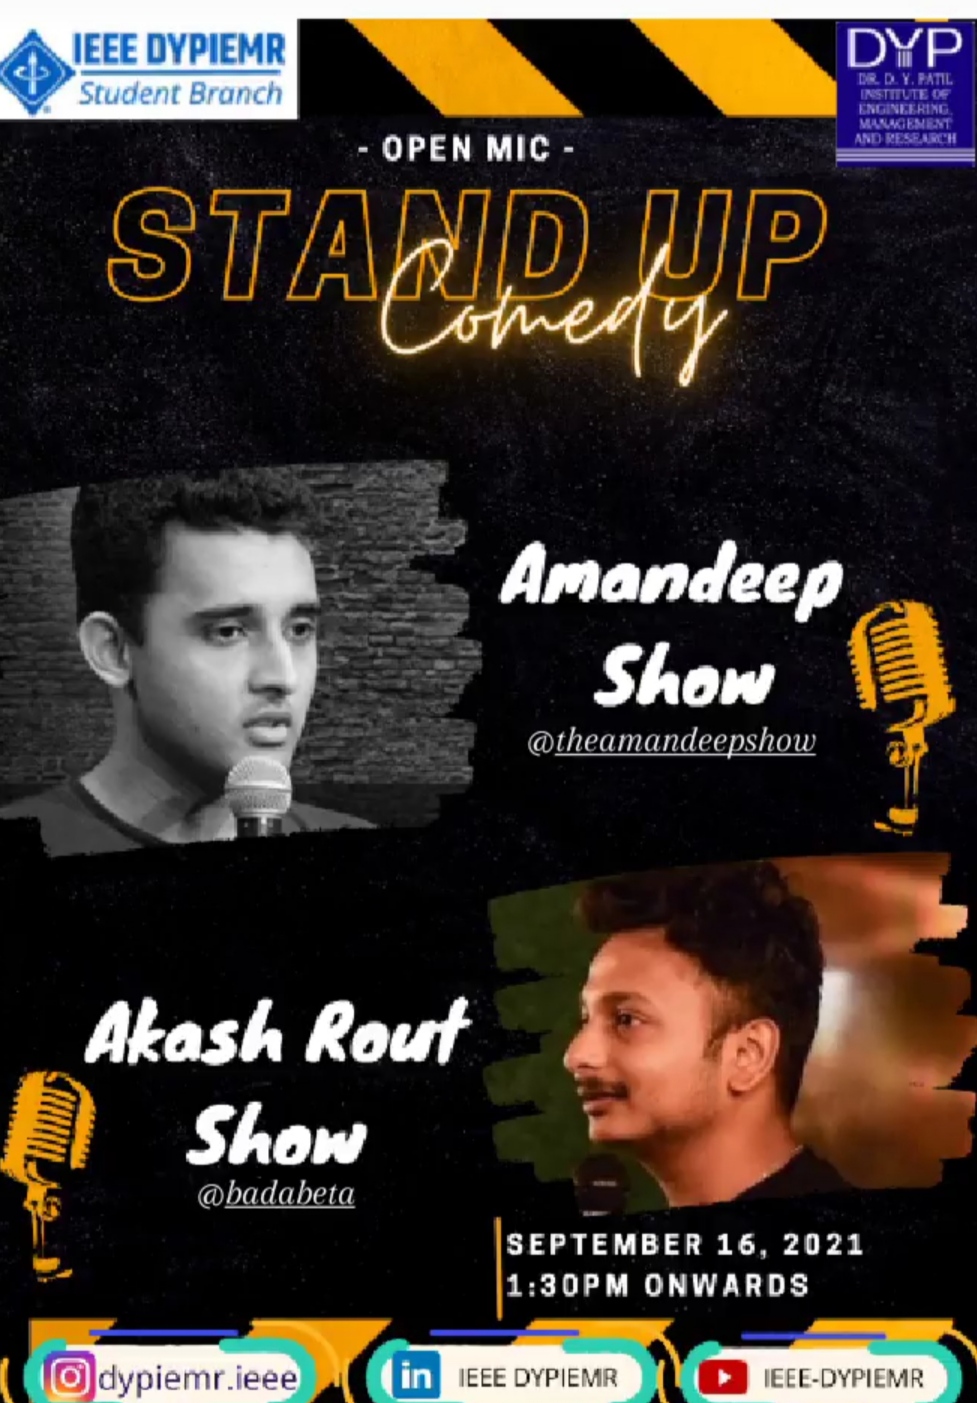 IEEE DYPIEMR
Student Branch
DYP
DR. D. Y. PATIL
INSTITUTE OF
ENGINEERING,
MANAGEMENT
AND RESEARCH
- OPEN MIC -
STAND UP
Comedy
Amandeep
Show
@theamandeepshow
Akash Rout
Show
@badabeta
SEPTEMBER 16, 2021
1:30PM ONWARDS
dypiemr.ieee
in
IEEE DYPIEMR
IEEE-DYPIEMR